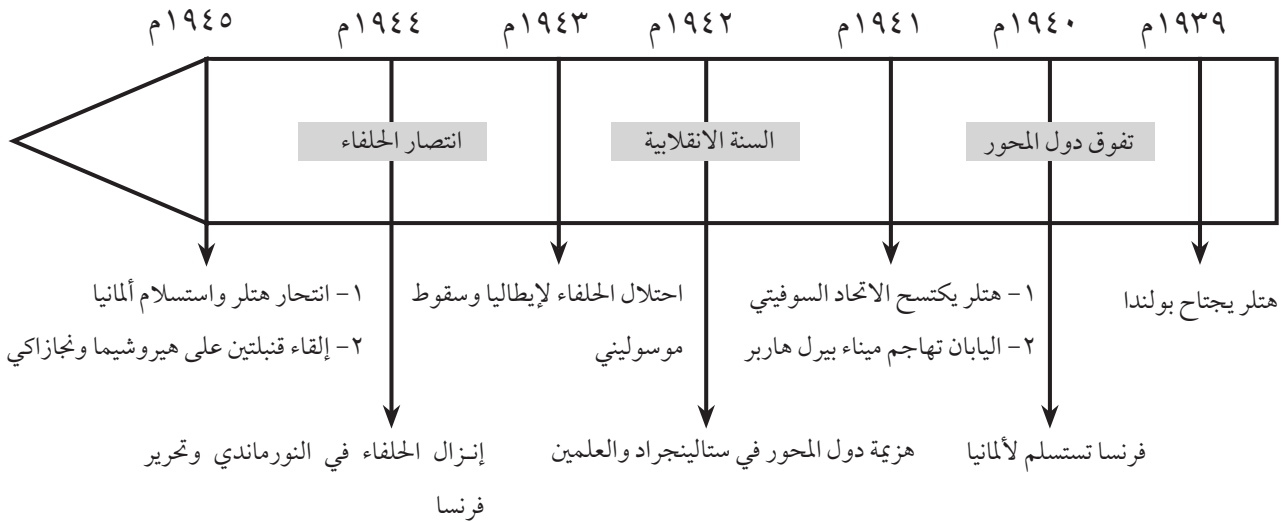 ١٩٣٩م
١٩٤٠م
١٩٤١م
١٩٤٢م
١٩٤٣م
١٩٤٤م
١٩٤٥م
تفوق دول المحور
السنة الانقلابية
انتصار الحلفاء
هتلر يجتاح بولندا
١- هتلر يكتسح الاتحاد السوفيتي
٢- اليابان تهاجم ميناء بيرل هاربر
احتلال الحلفاء لإيطاليا وسقوط
موسوليني
١- انتحار هتلر واستسلام ألمانيا
٢- إلقاء قنبلتين على هيروشيما ونجازاكي
فرنسا تستسلم لألمانيا
هزيمة دول المحور في ستالينجراد والعلمين
إنـزال الحلفاء في النورماندي وتحرير
فرنسا